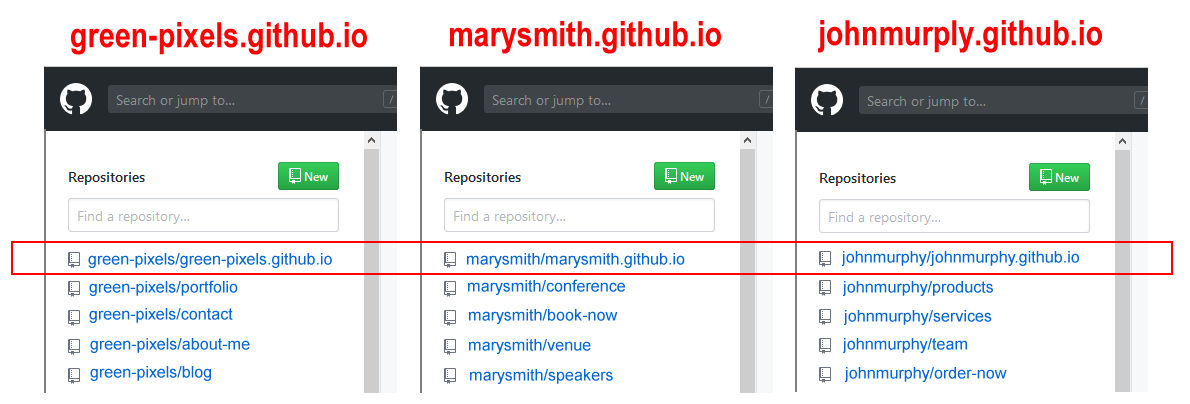 green-pixels.github.io
Search or jump to...
/
Repositories
New
Find a repository...
green-pixels/green-pixels.github.io
green-pixels/portfolio
green-pixels/contact
green-pixels/about-me
green-pixels/blog
marysmith.github.io
Search or jump to...
/
Repositories
New
Find a repository...
marysmith/marysmith.github.io
marysmith/conference
marysmith/book-now
marysmith/venue
marysmith/speakers
johnmurply.github.io
Search or jump to...
/
Repositories
New
Find a repository...
johnmurphy/johnmurphy.github.io
johnmurphy/products
johnmurphy/services
johnmurphy/team
johnmurphy/order-now